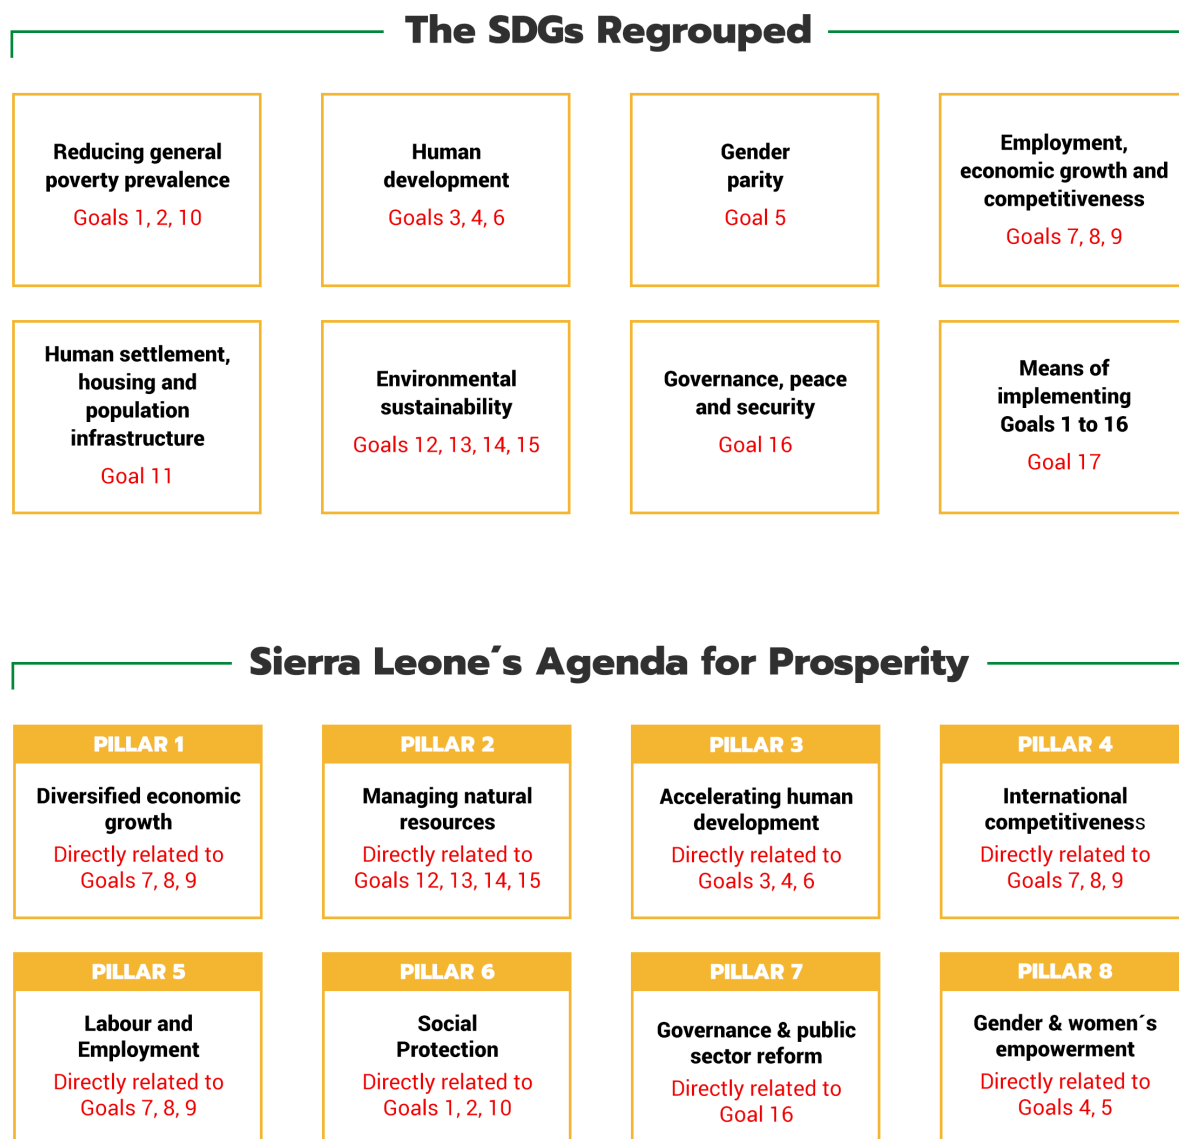 The SDGs Regrouped
Reducing general
poverty prevalence
Goals 1, 2, 10
Human
development
Goals 3, 4, 6
Gender
parity
Goal 5
Employment,
economic growth and
competitiveness
Goals 7, 8, 9
Human settlement,
housing and
population
infrastructure
Goal 11
Environmental
sustainability
Goals 12, 13, 14, 15
Governance, peace
and security
Goal 16
Means of
implementing
Goals 1 to 16
Goal 17
Sierra Leone´s Agenda for Prosperity
PILLAR 1
Diversified economic
growth
Directly related to
Goals 7, 8, 9
PILLAR 2
Managing natural
resources
Directly related to
Goals 12, 13, 14, 15
PILLAR 3
Accelerating human
development
Directly related to
Goals 3, 4, 6
PILLAR 4
International
competitiveness
Directly related to
Goals 7, 8, 9
PILLAR 5
Labour and
Employment
Directly related to
Goals 7, 8, 9
PILLAR 6
Social
Protection
Directly related to
Goals 1, 2, 10
PILLAR 7
Governance & public
sector reform
Directly related to
Goal 16
PILLAR 8
Gender & women´s
empowerment
Directly related to
Goals 4, 5